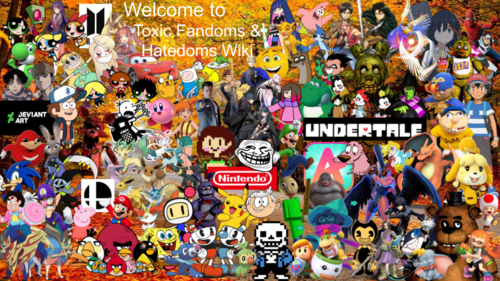 Welcome to
Toxic Fandoms &
Hatedoms Wiki
DEVIANT
ART
UNDERTALE
Nintendo